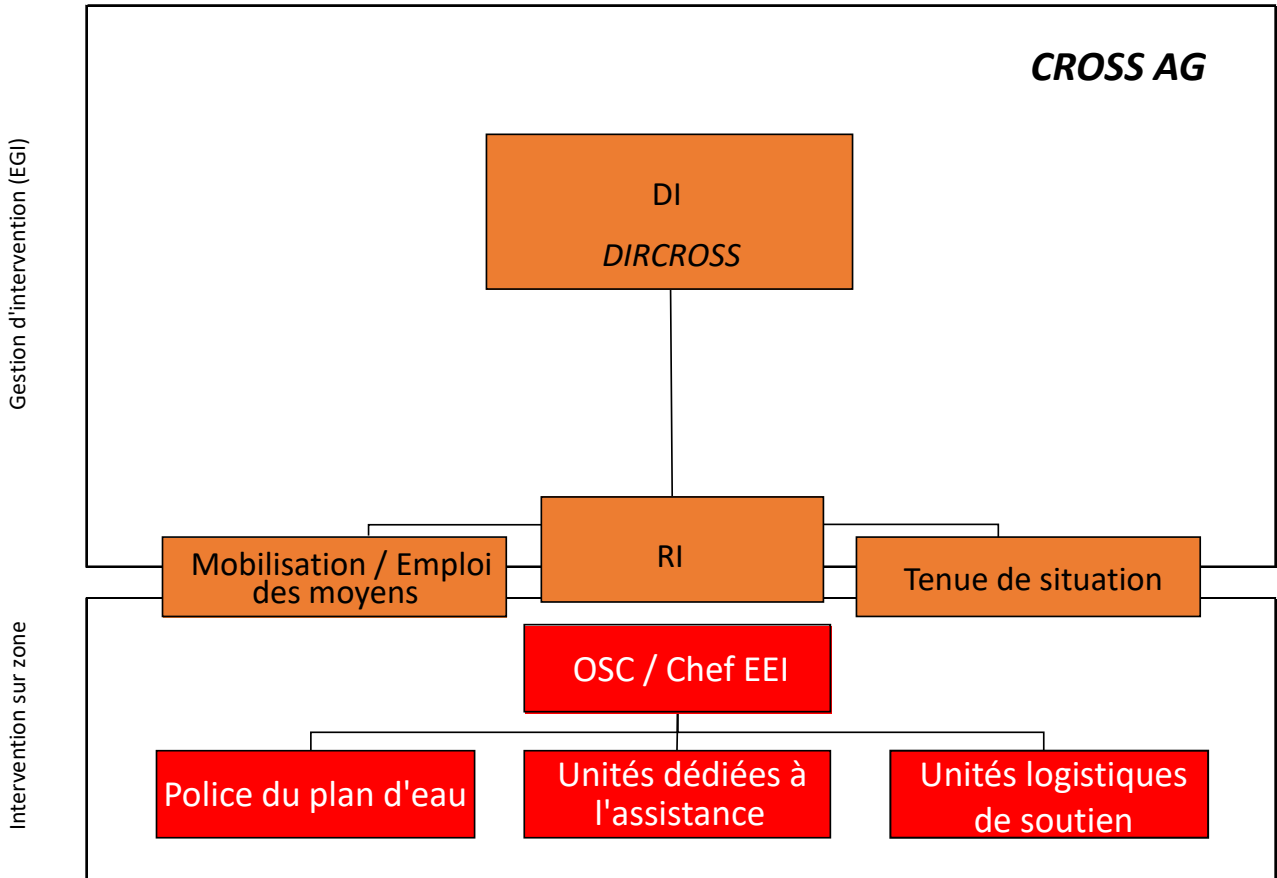 CROSS AG
Gestion d'intervention (EGI)
DI
DIRCROSS
RI
Mobilisation / Emploi
des moyens
Tenue de situation
Intervention sur zone
OSC / Chef EEI
Police du plan d'eau
Unités dédiées à
l'assistance
Unités logistiques
de soutien